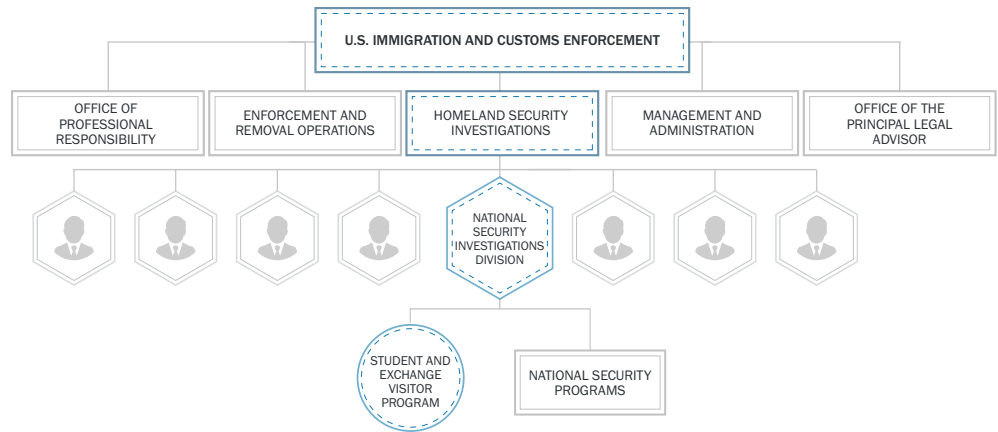 U.S. IMMIGRATION AND CUSTOMS ENFORCEMENT
OFFICE OF
PROFESSIONAL
RESPONSIBILITY
ENFORCEMENT AND
REMOVAL OPERATIONS
HOMELAND SECURITY
INVESTIGATIONS
MANAGEMENT AND
ADMINISTRATION
OFFICE OF THE
PRINCIPAL LEGAL
ADVISOR
NATIONAL
SECURITY
INVESTIGATIONS
DIVISION
STUDENT AND
EXCHANGE
VISITOR
PROGRAM
NATIONAL SECURITY
PROGRAMS